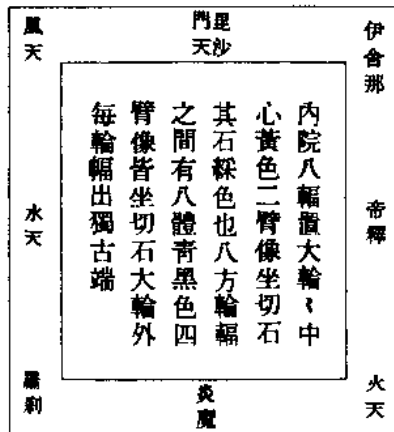 伊舍那
帝釋
火天
毘沙
門天
內院八輻置大輪〻中
心黃色二臂像坐切石
其石綵色也八方輪輻
之間有八體靑黑色四
臂像皆坐切石大輪外
每輪輻出獨古端
炎魔
風天
水天
羅刹